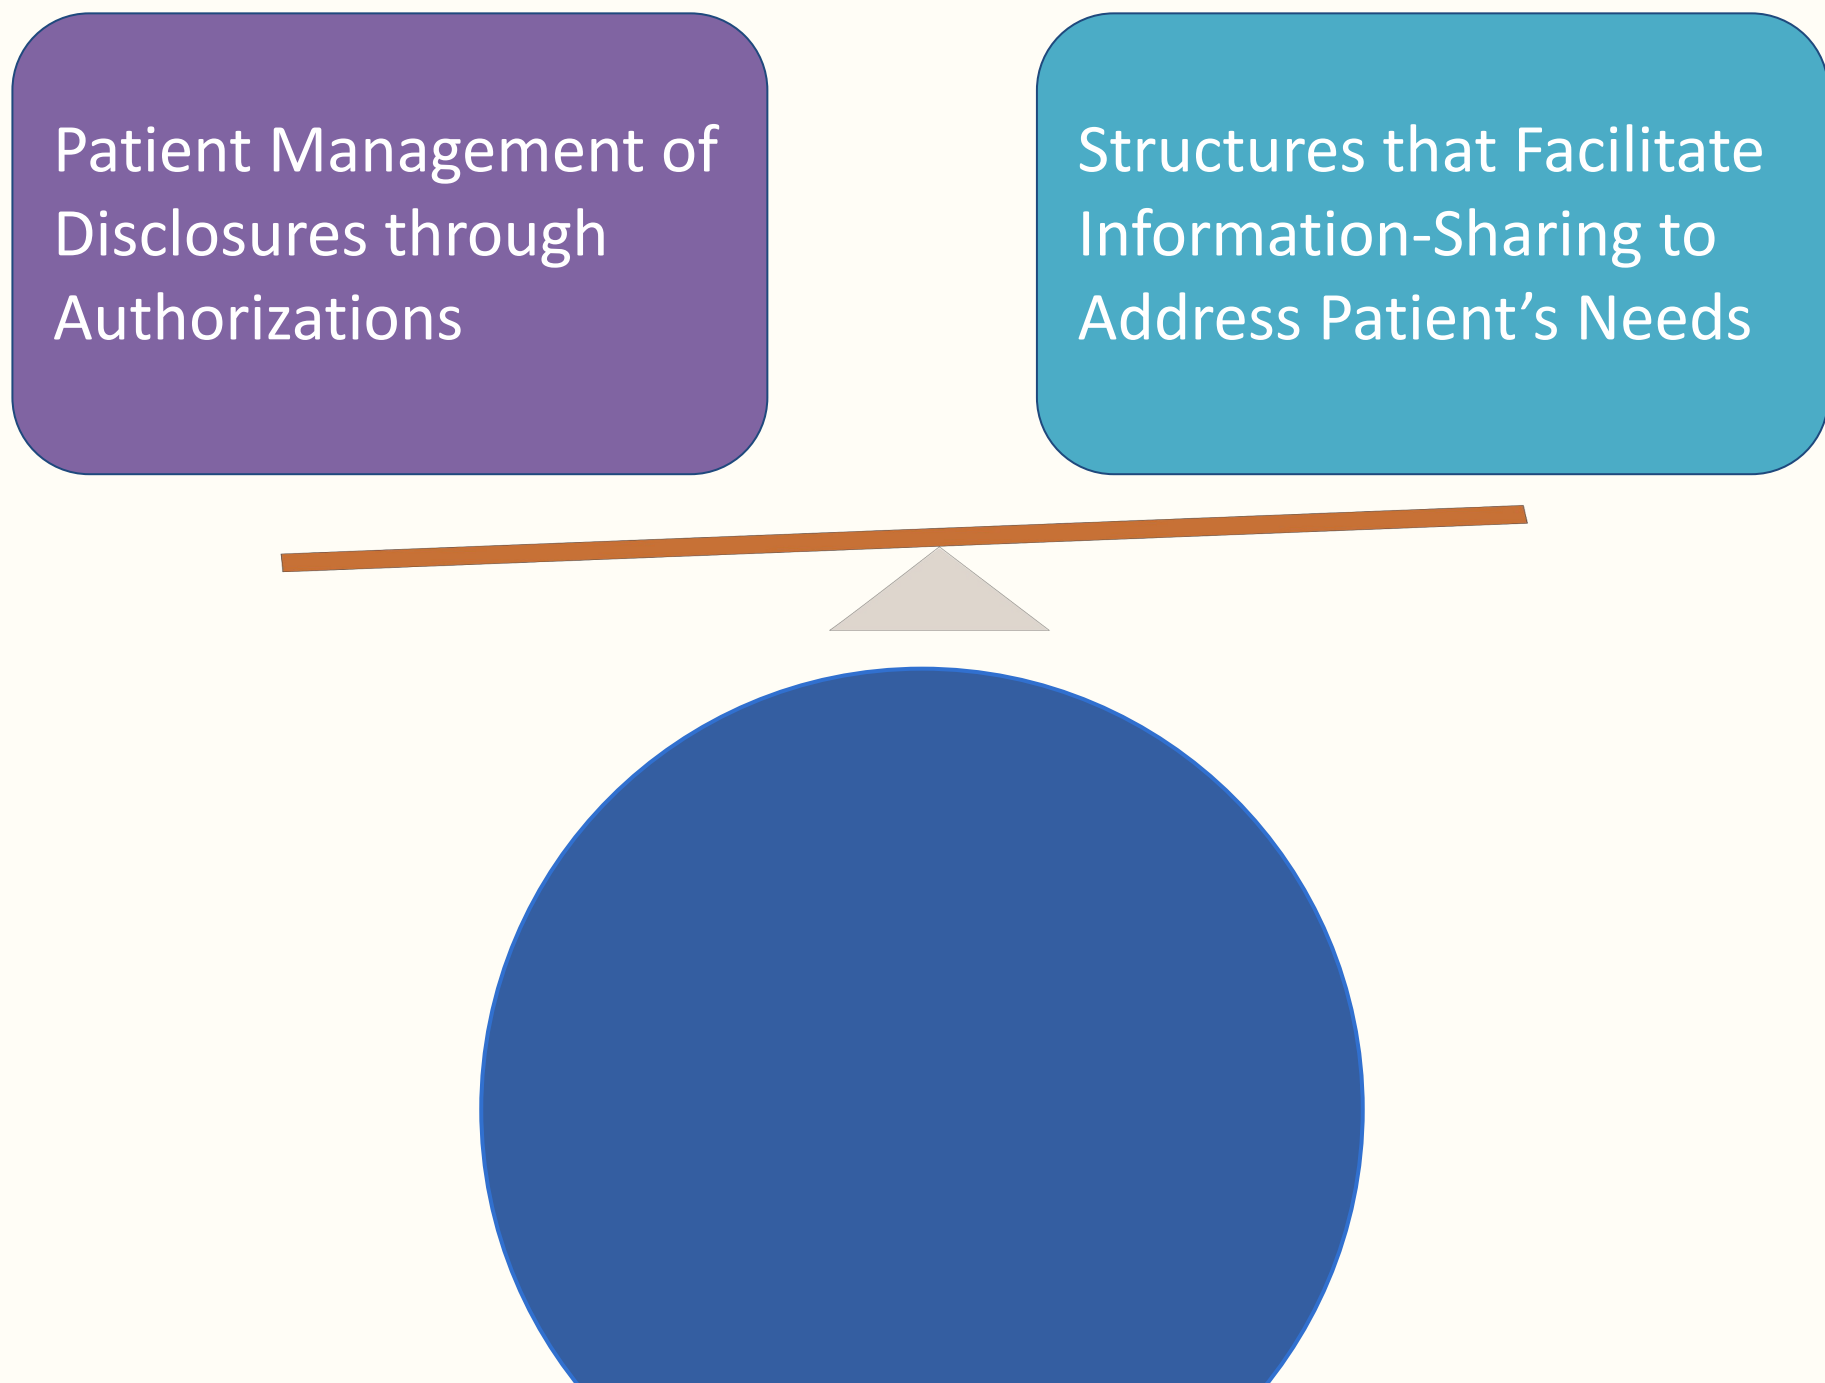 Patient Management of
Disclosures through
Authorizations
Structures that Facilitate
Information-Sharing to
Address Patient’s Needs